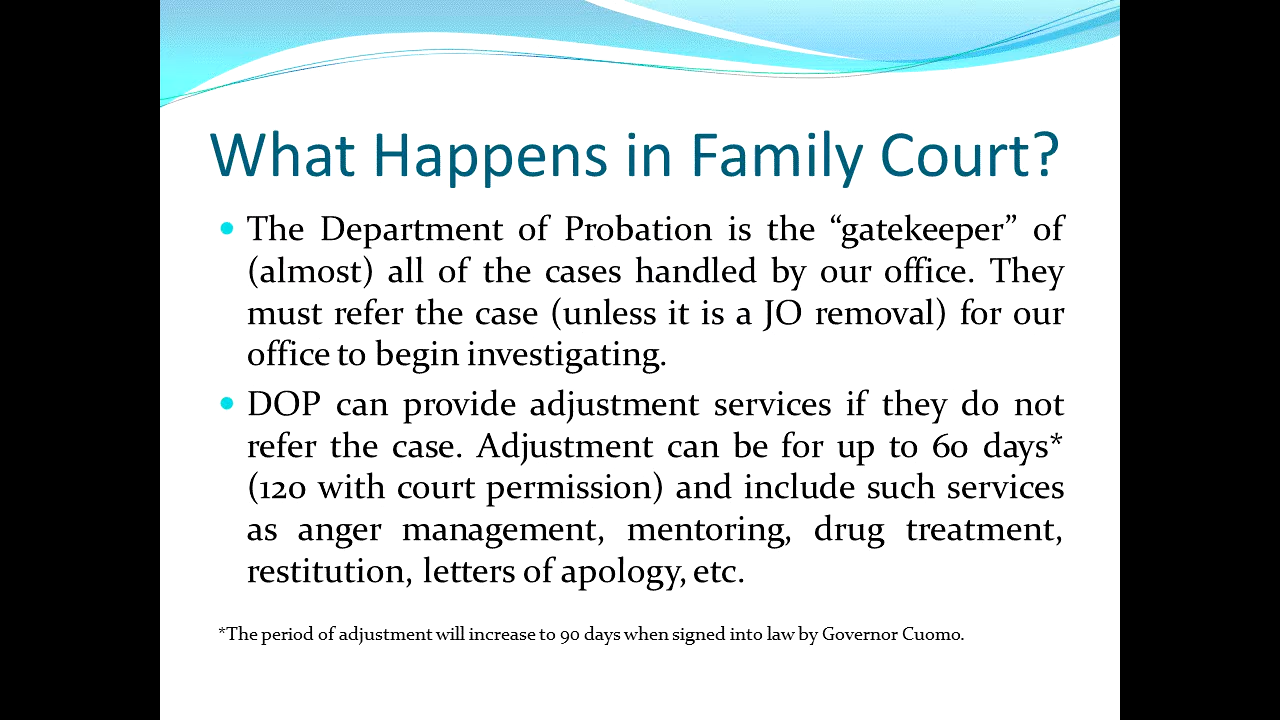 What Happens in Family Court?
• The Department of Probation is the “gatekeeper” of
(almost) all of the cases handled by our office. They
must refer the case (unless it is a JO removal) for our
office to begin investigating.
• DOP can provide adjustment services if they do not
refer the case. Adjustment can be for up to 60 days*
(120 with court permission) and include such services
as anger management, mentoring, drug treatment,
restitution, letters of apology, etc.
*The period of adjustment will increase to 90 days when signed into law by Governor Cuomo.